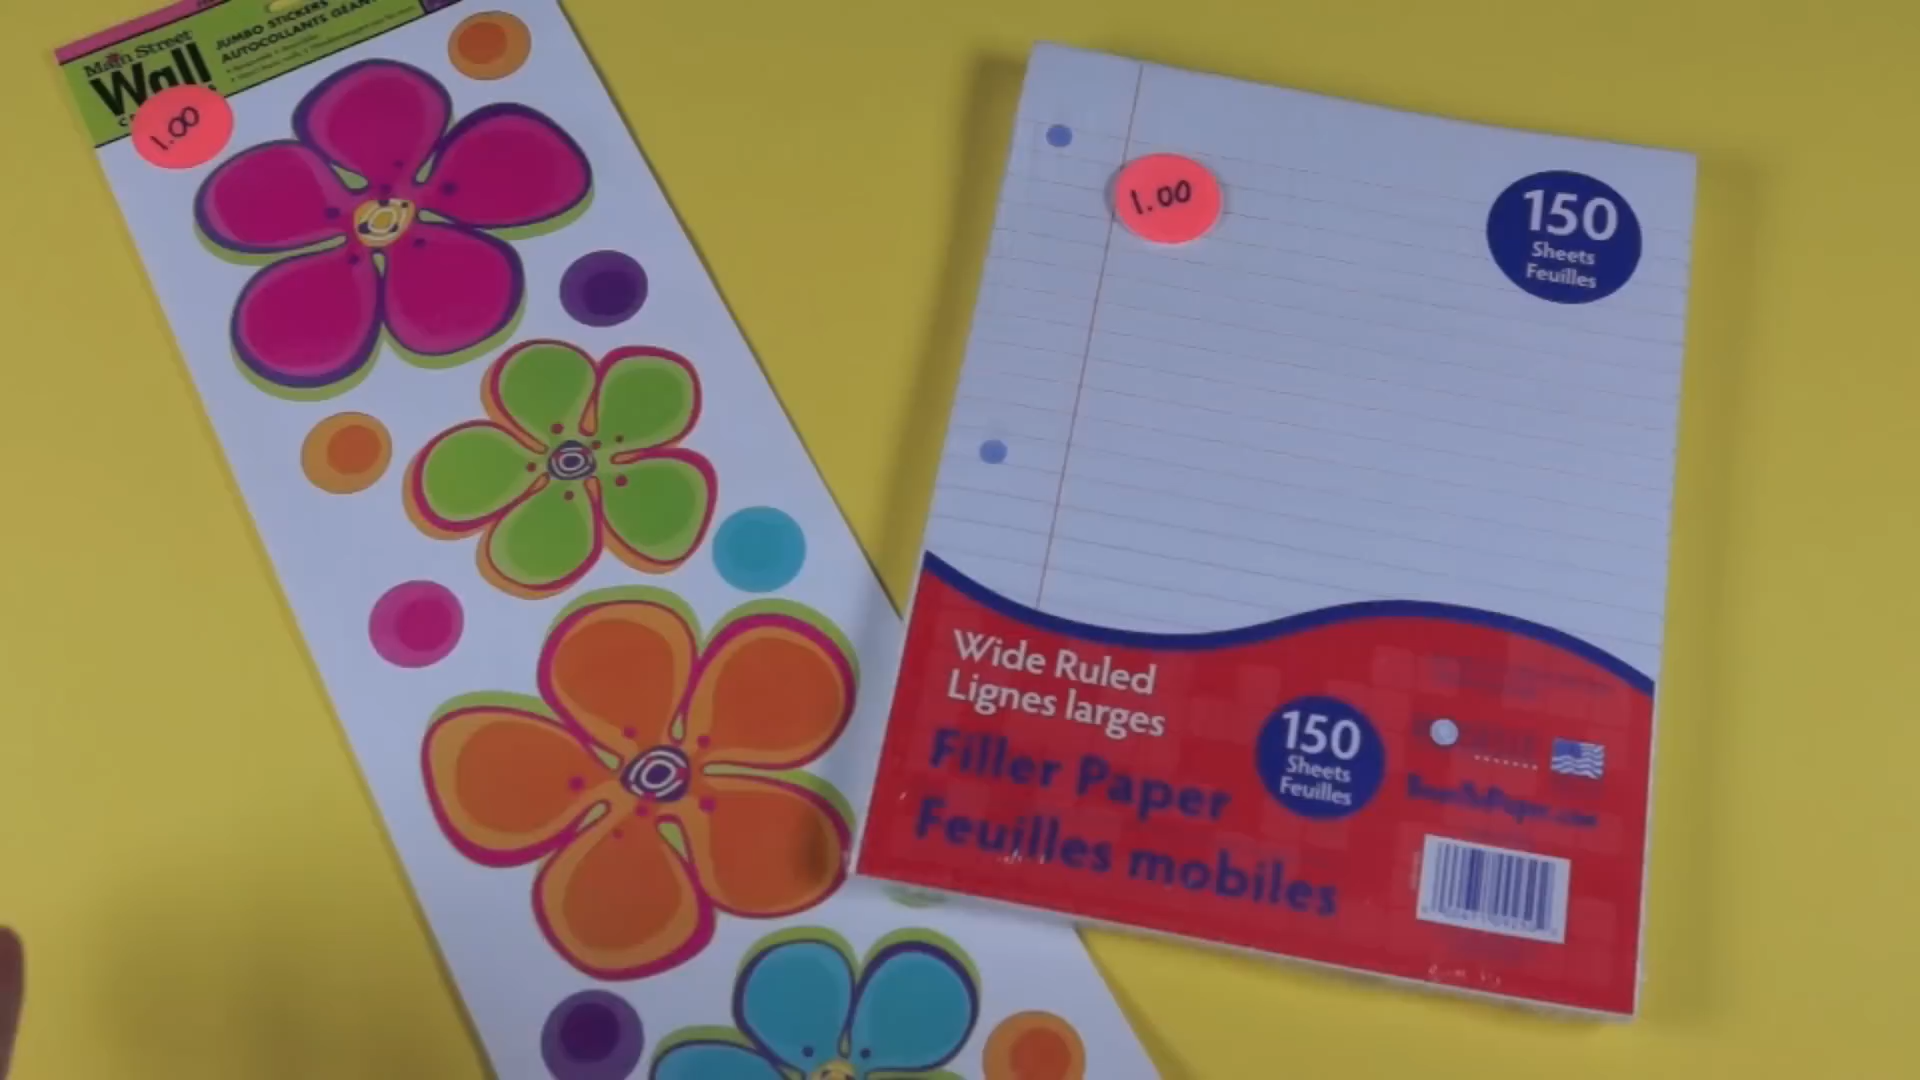 Main Street
Wall
JUMBO STICKERS
AUTOCOLLANTS GÉANT
1.00
1.00
150
Sheets
Feuilles
Wide Ruled
Lignes larges
Filler Paper
Feuilles mobiles
150
Sheets
Feuilles